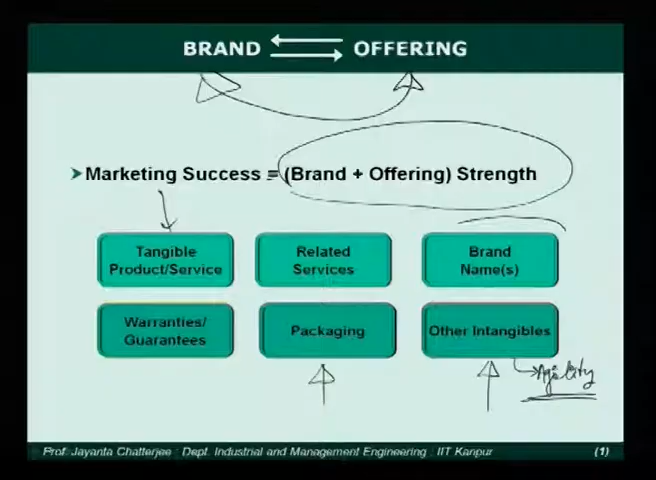 BRAND OFFERING
Marketing Success = (Brand + Offering) Strength
Tangible
Product/Service
Related
Services
Brand
Name(s)
Warranties/
Guarantees
Packaging
Other Intangibles
Agility
Prof. Jayanta Chatterjee : Dept. Industrial and Management Engineering : IIT Kanpur (1)